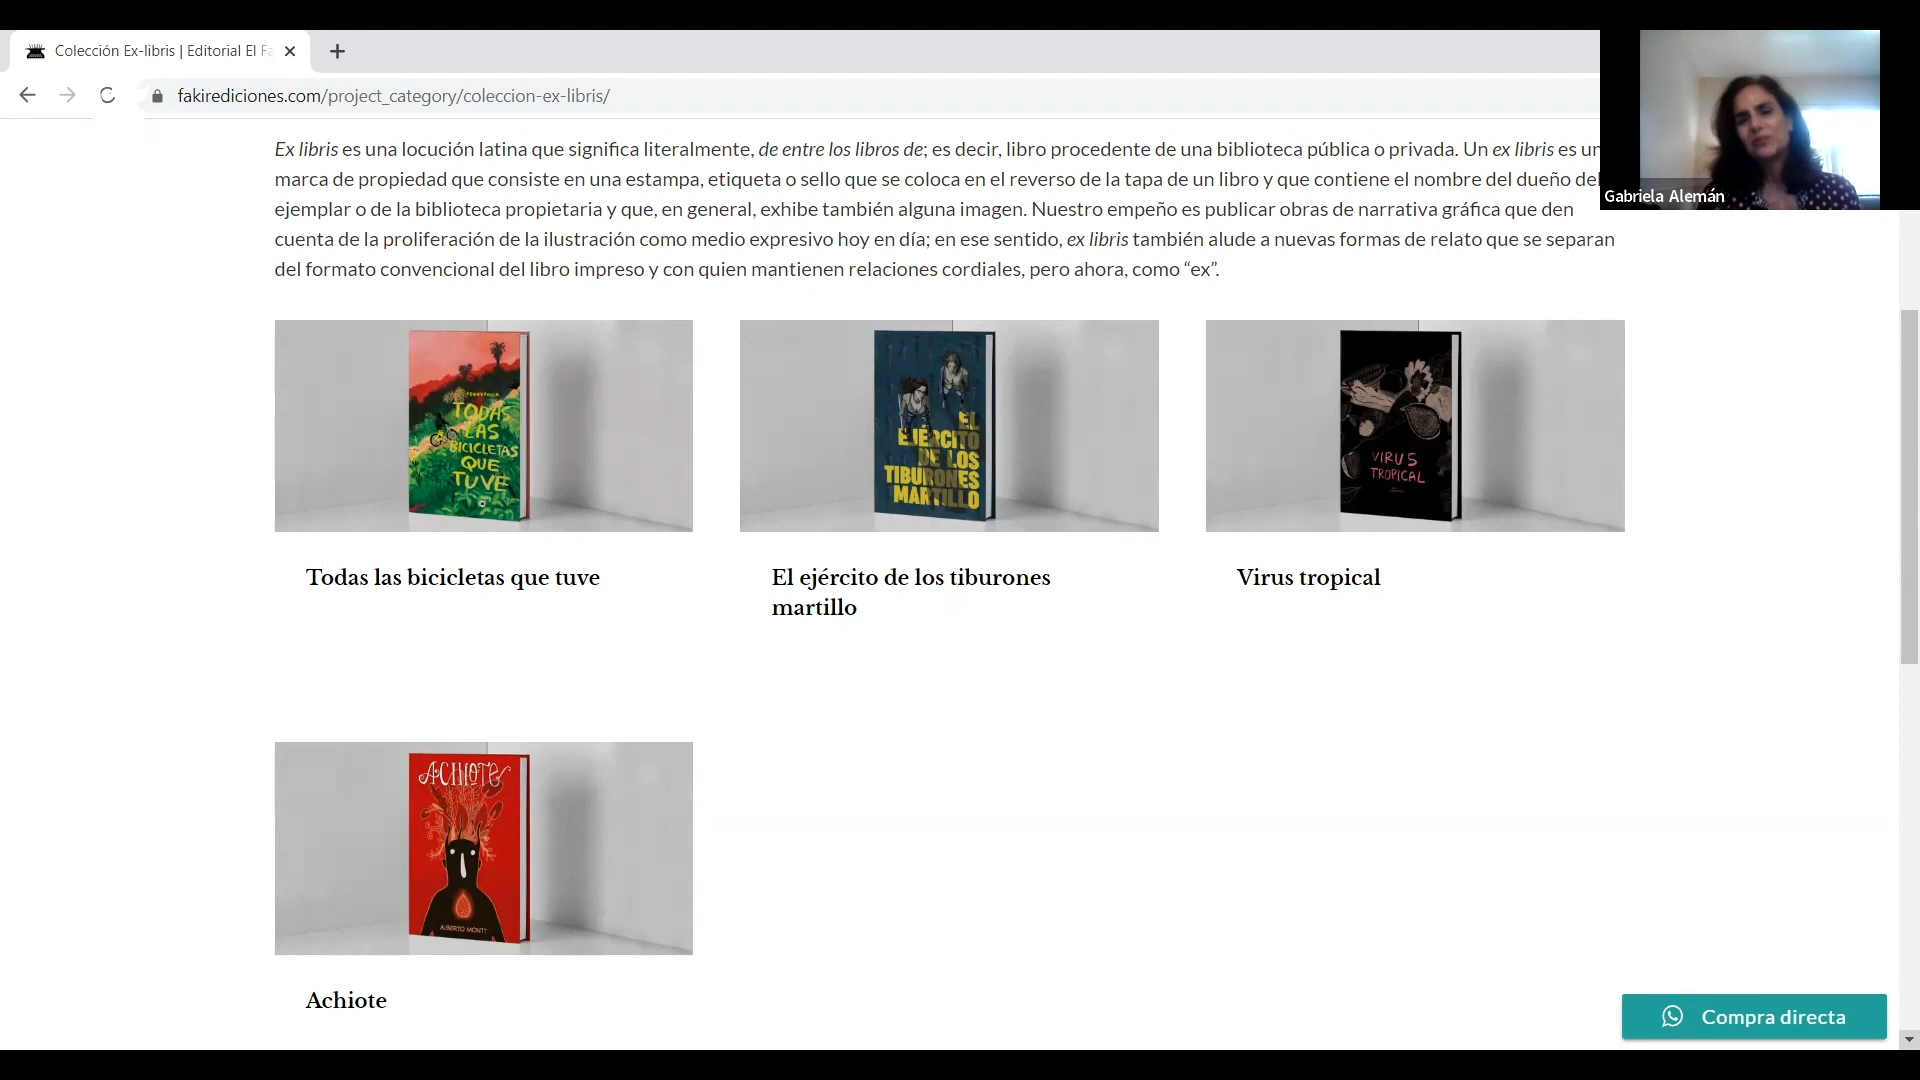 Colección Ex-libris | Editorial El Fa
fakirediciones.com/project_category/coleccion-ex-libris/
Gabriela Alemán
Ex libris es una locución latina que significa literalmente, de entre los libros de; es decir, libro procedente de una biblioteca pública o privada. Un ex libris es un
marca de propiedad que consiste en una estampa, etiqueta o sello que se coloca en el reverso de la tapa de un libro y que contiene el nombre del dueño del
ejemplar o de la biblioteca propietaria y que, en general, exhibe también alguna imagen. Nuestro empeño es publicar obras de narrativa gráfica que den
cuenta de la proliferación de la ilustración como medio expresivo hoy en día; en ese sentido, ex libris también alude a nuevas formas de relato que se separan
del formato convencional del libro impreso y con quien mantienen relaciones cordiales, pero ahora, como “ex”.
TODAS
LAS
BICICLETAS
QUE
TUVE
EL
EJÉRCITO
DE LOS
TIBURONES
MARTILLO
VIRUS
TROPICAL
Todas las bicicletas que tuve
El ejército de los tiburones
martillo
Virus tropical
ACHIOTE
ALBERTO MONTT
Achiote
Compra directa